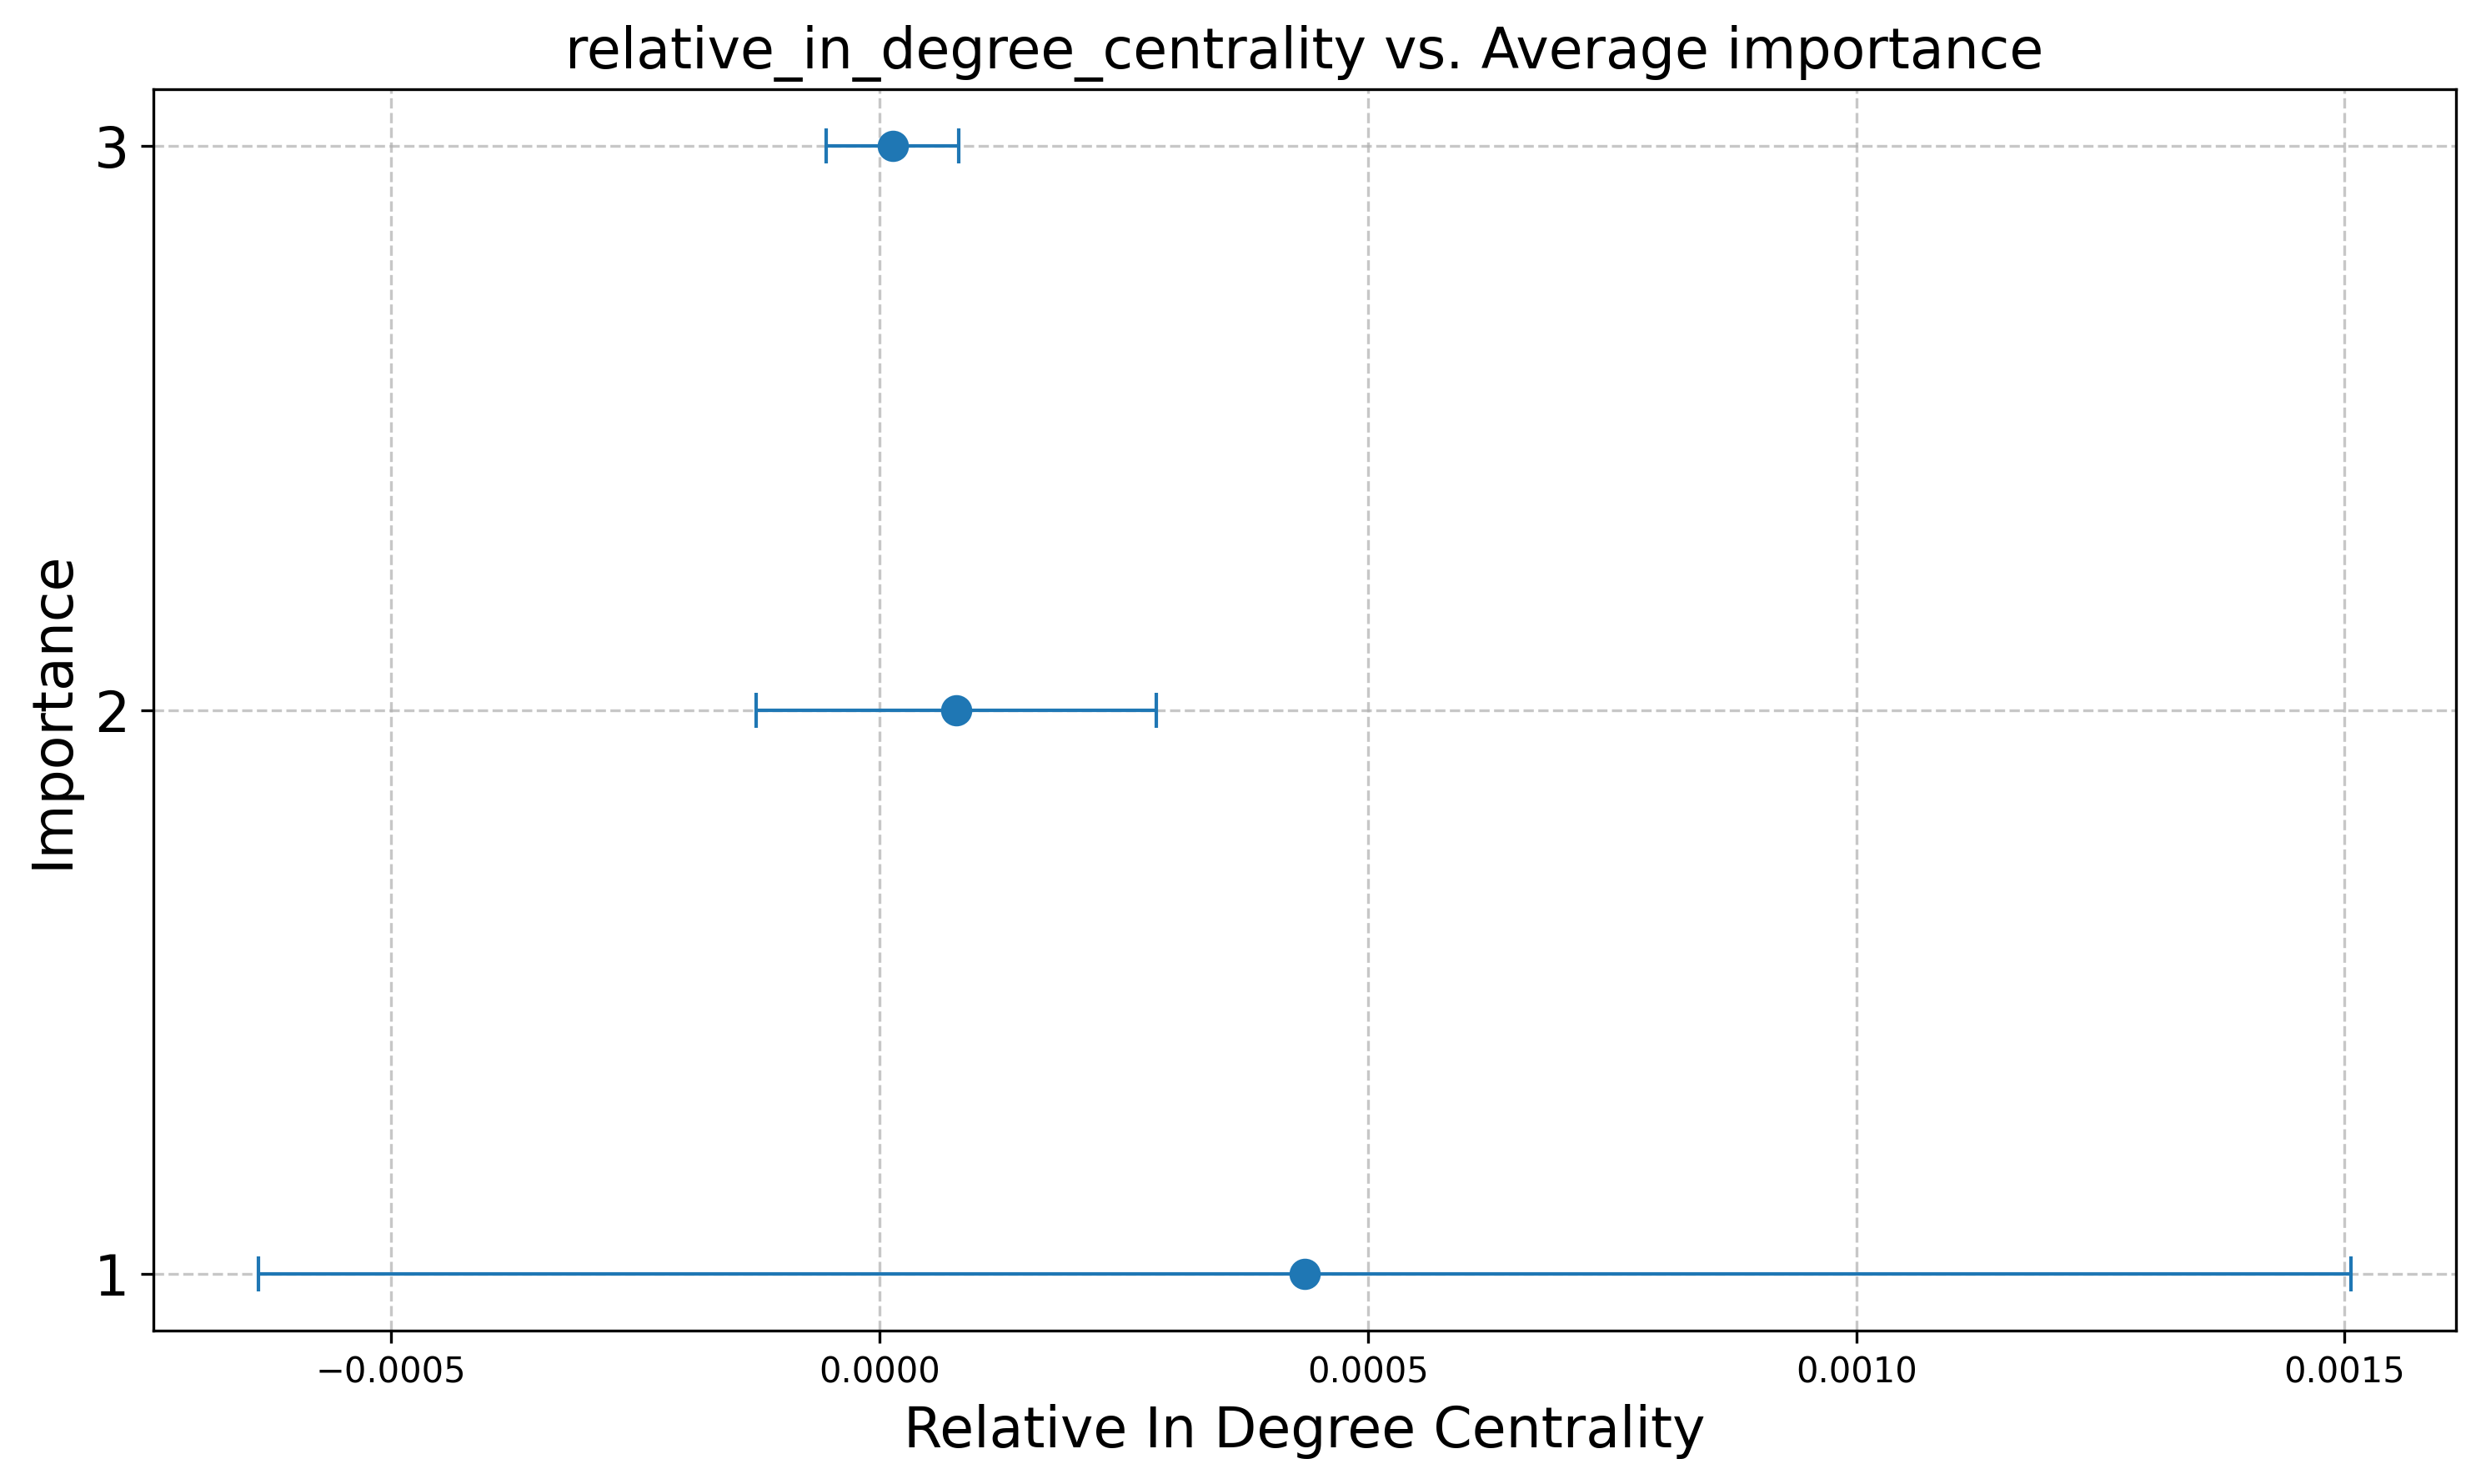 relative_in_degree_centrality vs. Average importance
3
2
1
Importance
−0.0005
0.0000
0.0005
0.0010
0.0015
Relative In Degree Centrality